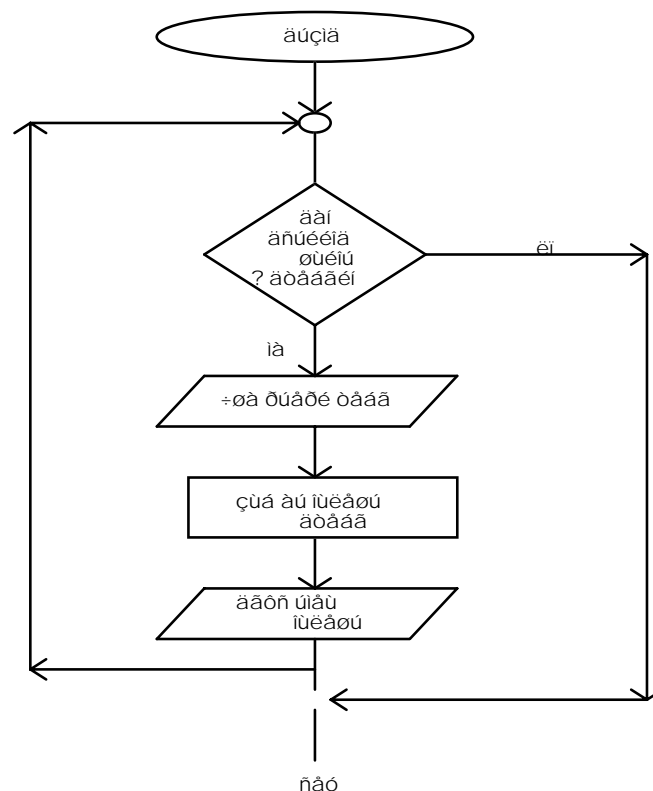 äúçìä
äàí
äñúééîä
øùéîú
? äòåáãéí
ëï
ìà
÷øà ðúåðé òåáã
çùá àú îùëåøú
äòåáã
äãôñ úìåù
îùëåøú
ñåó